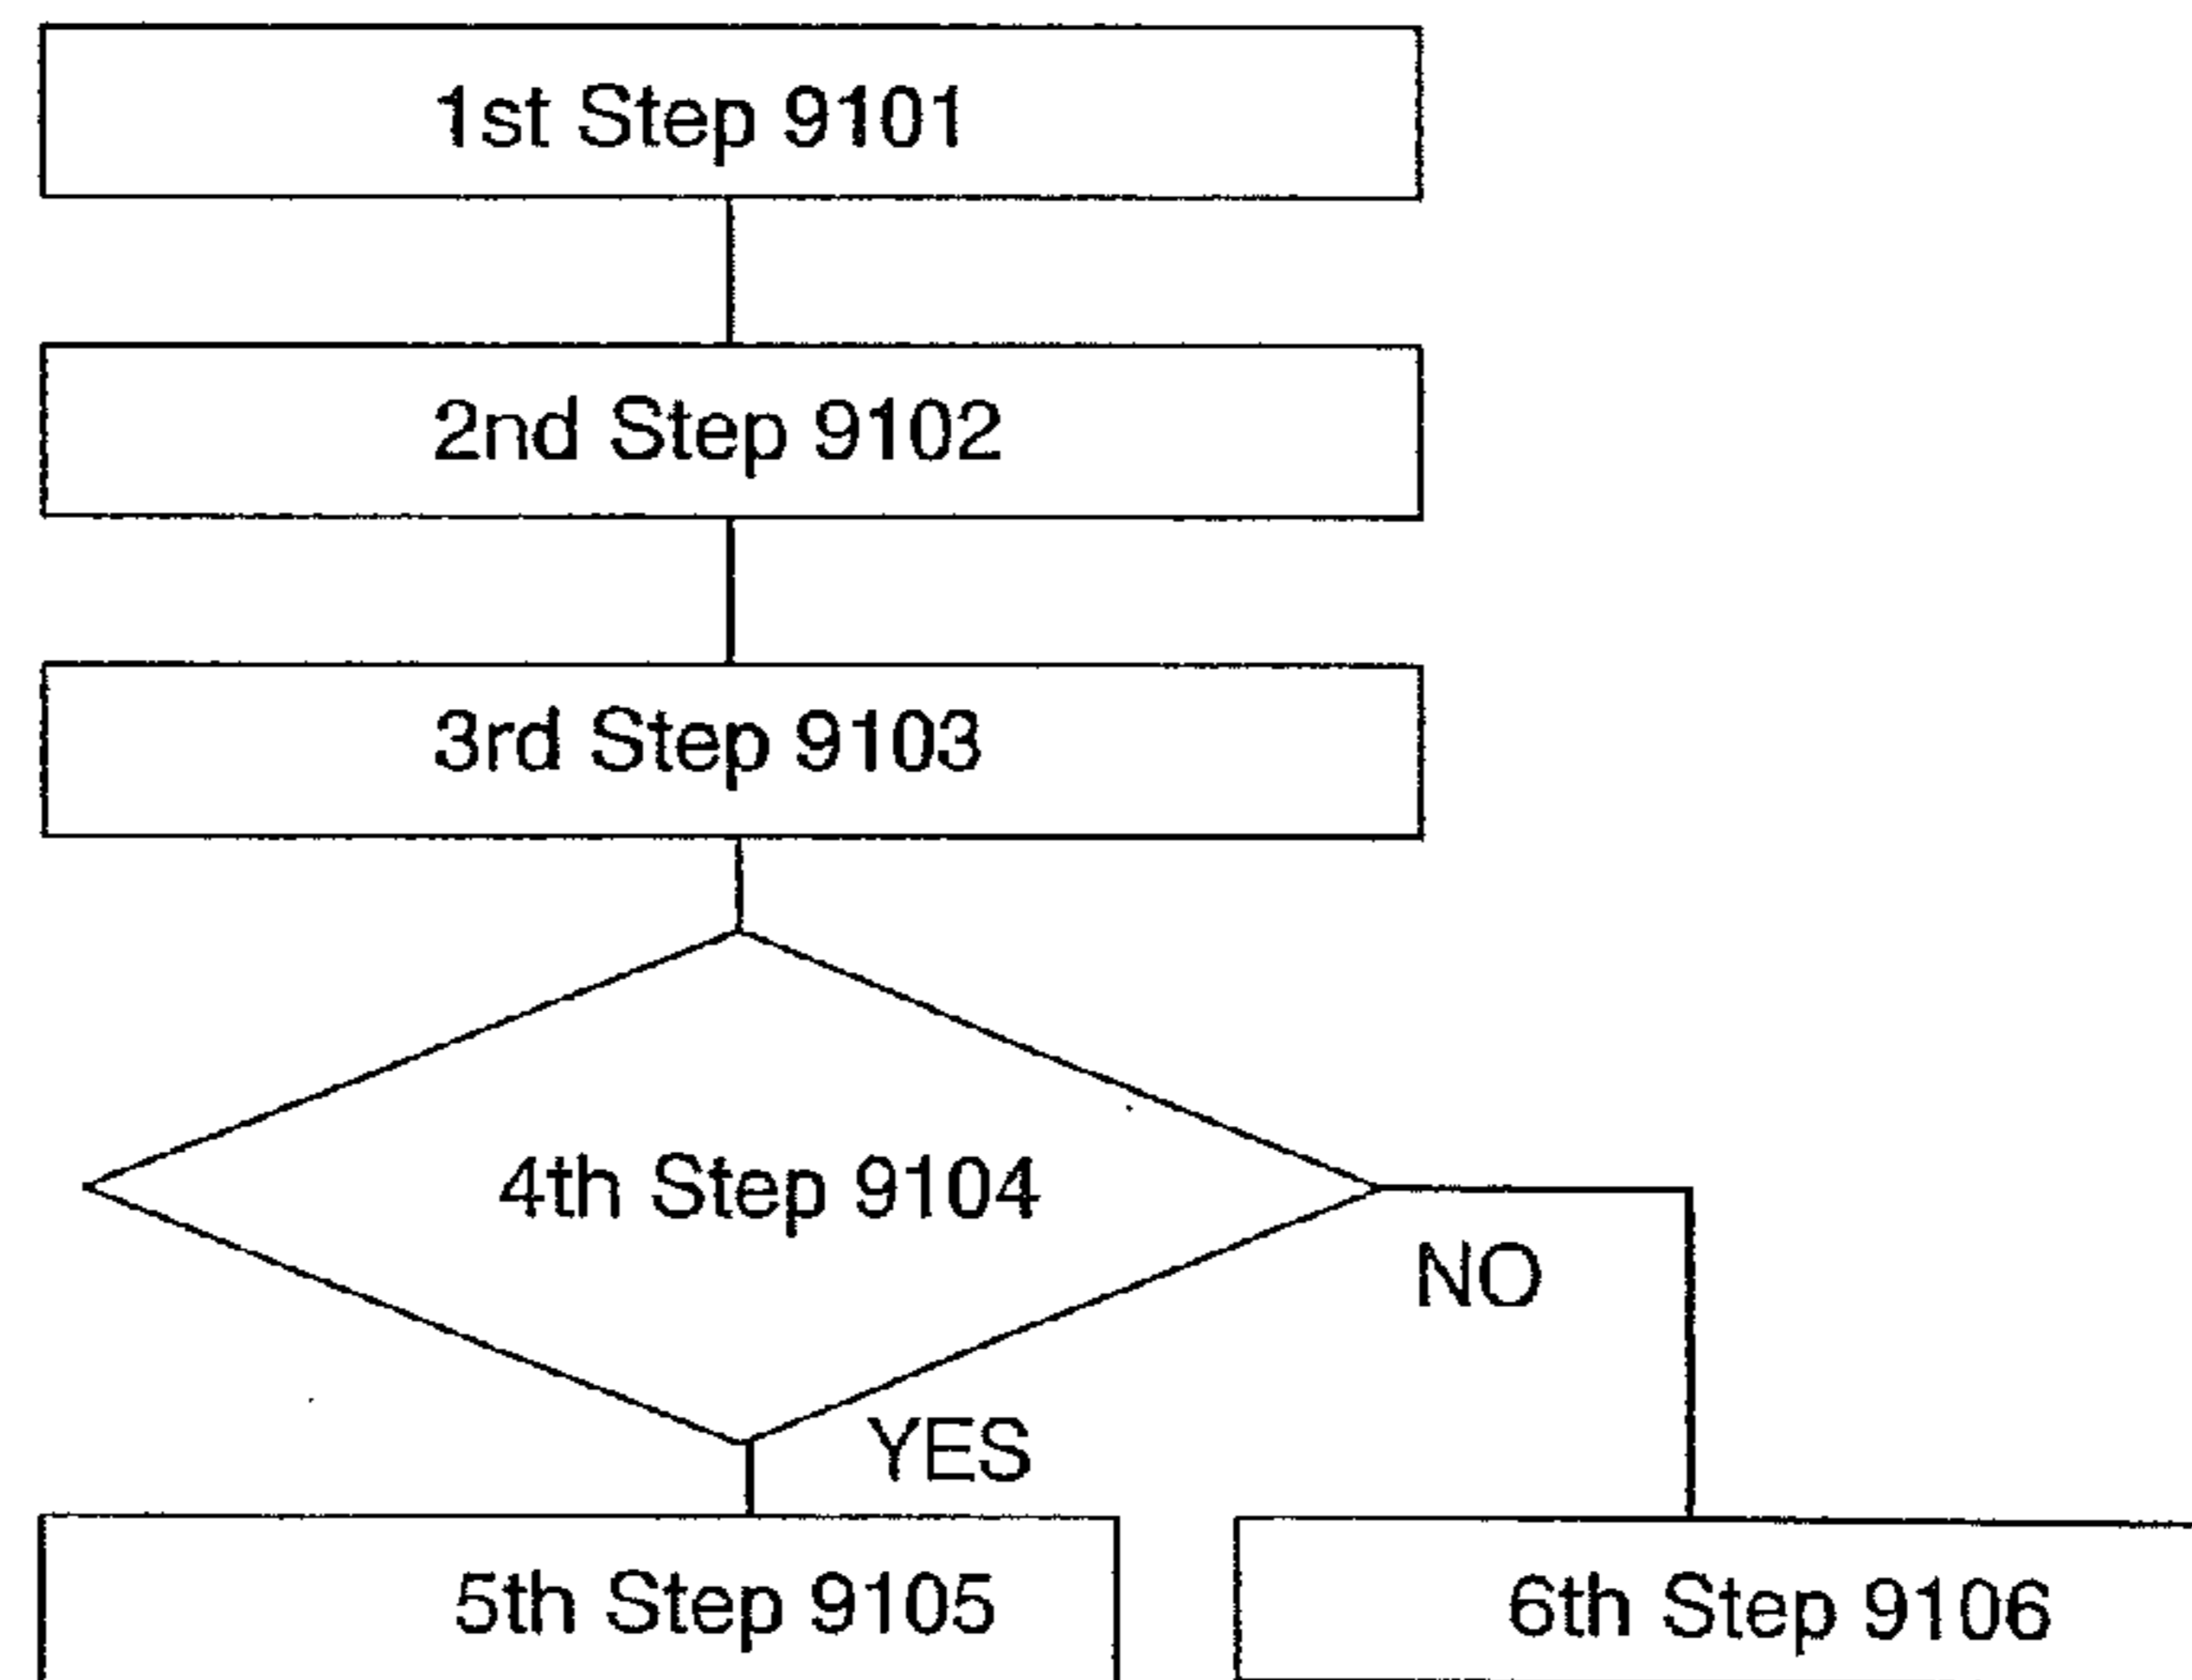 1st Step 9101
2nd Step 9102
3rd Step 9103
4th Step 9104
NO
YES
5th Step 9105
6th Step 9106